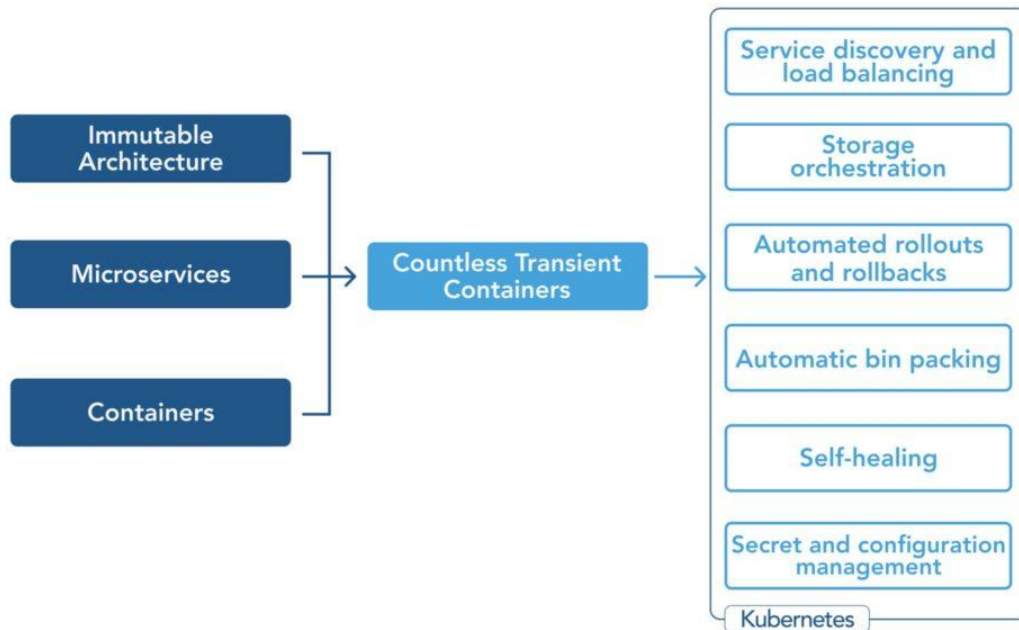 Immutable
Architecture
Microservices
Containers
Countless Transient
Containers
Service discovery and
load balancing
Storage
orchestration
Automated rollouts
and rollbacks
Automatic bin packing
Self-healing
Secret and configuration
management
Kubernetes